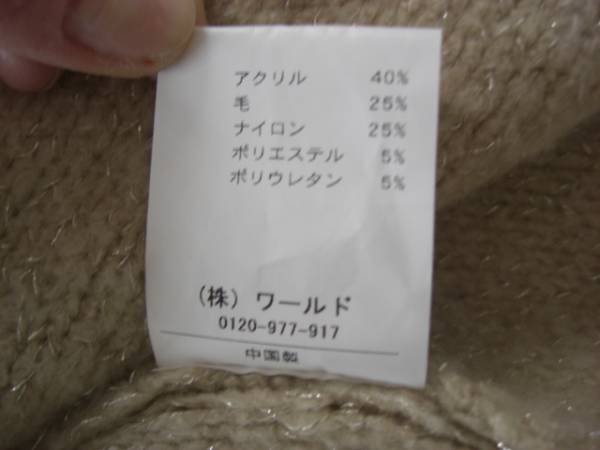 アクリル 40%
毛 25%
ナイロン 25%
ポリエステル 5%
ポリウレタン 5%
(株) ワールド
0120-977-917
中国製